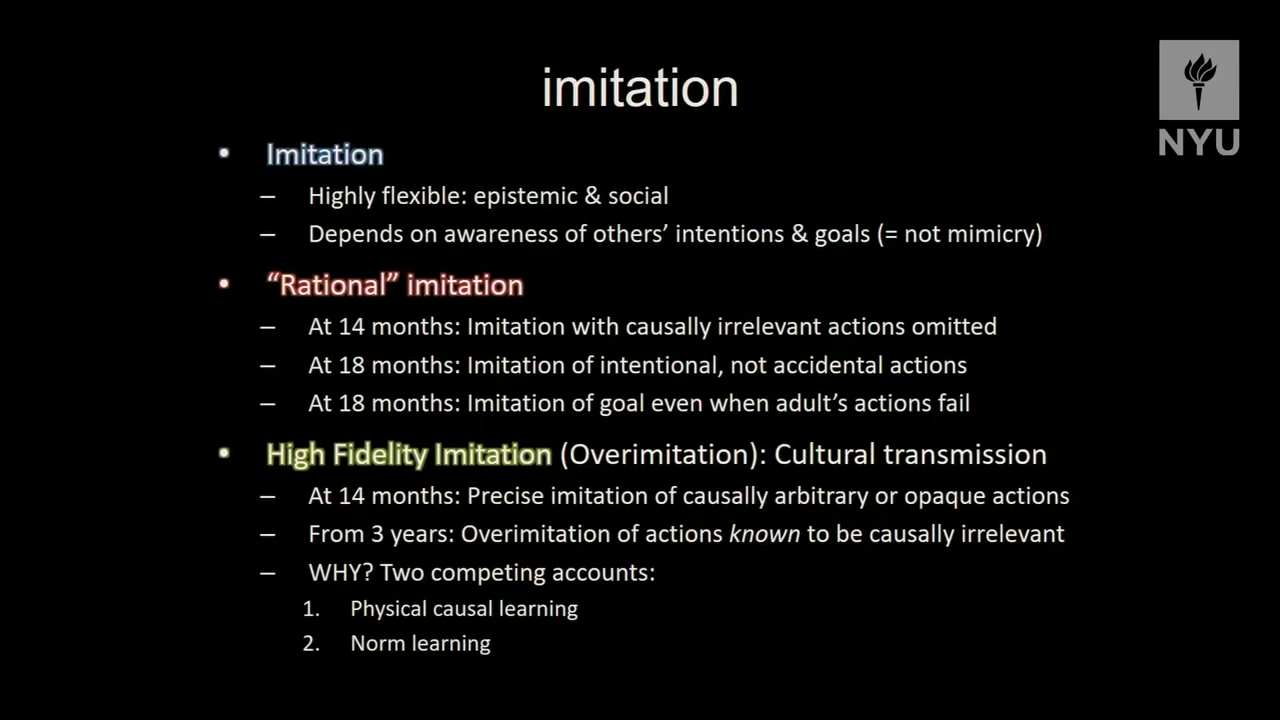 imitation
NYU
• Imitation
– Highly flexible: epistemic & social
– Depends on awareness of others’ intentions & goals (= not mimicry)
• “Rational” imitation
– At 14 months: Imitation with causally irrelevant actions omitted
– At 18 months: Imitation of intentional, not accidental actions
– At 18 months: Imitation of goal even when adult’s actions fail
• High Fidelity Imitation (Overimitation): Cultural transmission
– At 14 months: Precise imitation of causally arbitrary or opaque actions
– From 3 years: Overimitation of actions known to be causally irrelevant
– WHY? Two competing accounts:
1. Physical causal learning
2. Norm learning